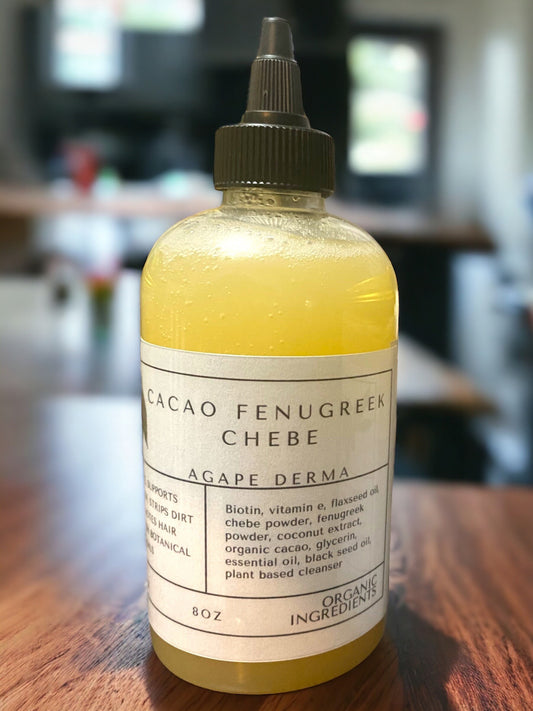 CACAO FENUGREEK
CHEBE
AGAPE DERMA
SUPPORTS
STRIPS DIRT
HAIR
BOTANICAL
Biotin, vitamin e, flaxseed oil,
chebe powder, fenugreek
powder, coconut extract,
organic cacao, glycerin,
essential oil, black seed oil,
plant based cleanser
8OZ
ORGANIC
INGREDIENTS